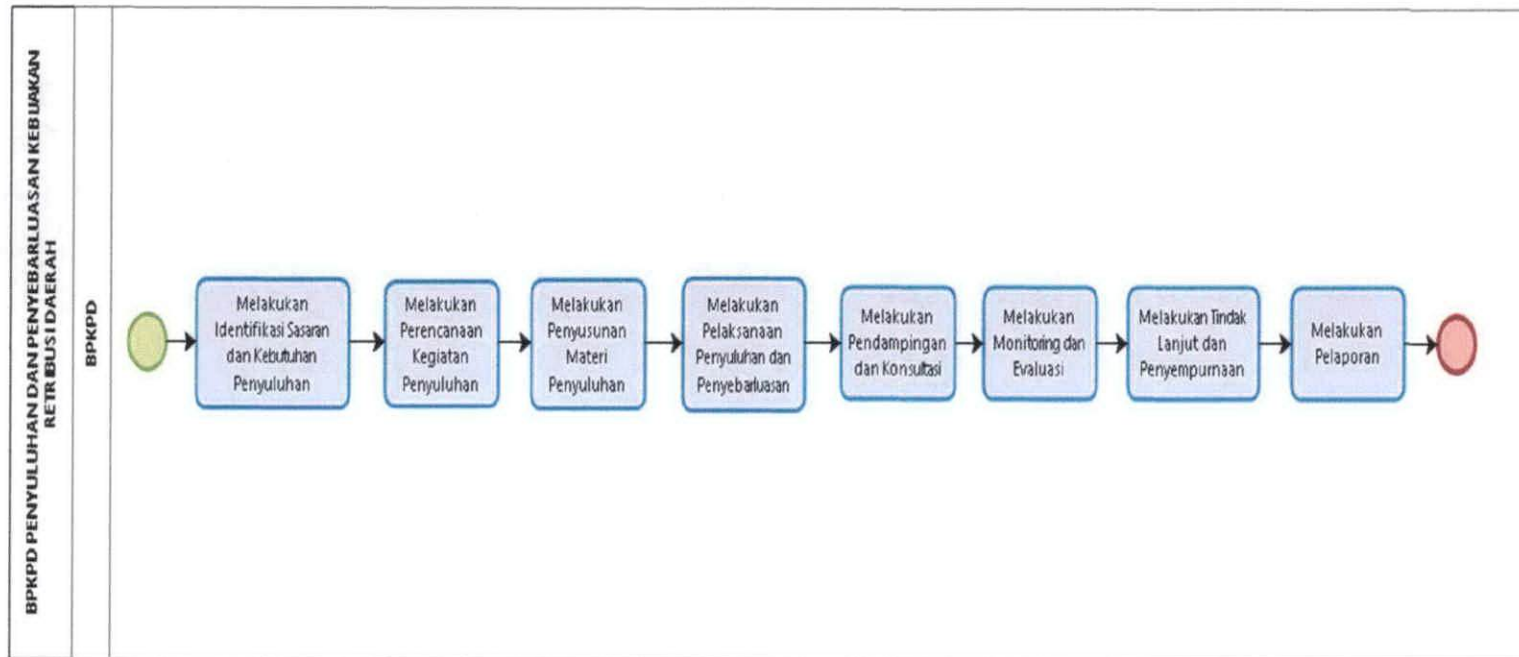 BPKPD PENYULUHAN DAN PENYEBARLUASAN KEBIJAKAN
RETRIBUSI DAERAH
BPKPD
Melakukan
Identifikasi Sasaran
dan Kebutuhan
Penyuluhan
Melakukan
Perencanaan
Kegiatan
Penyuluhan
Melakukan
Penyusunan
Materi
Penyuluhan
Melakukan
Pelaksanaan
Penyuluhan dan
Penyebarluasan
Melakukan
Pendampingan
dan Konsultasi
Melakukan
Monitoring dan
Evaluasi
Melakukan Tindak
Lanjut dan
Penyempurnaan
Melakukan
Pelaporan